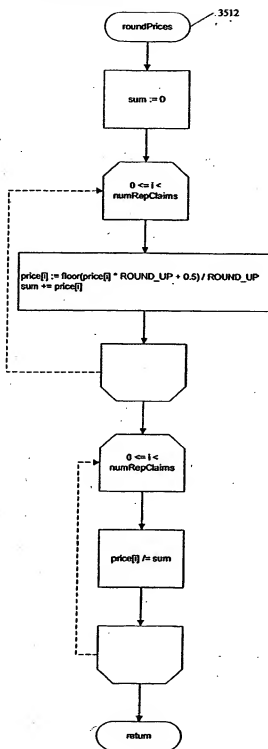 roundPrices
3512
sum := 0
0 <= i <
numRepClaims
price[i] := floor(price[i] * ROUND_UP + 0.5) / ROUND_UP
sum += price[i]
0 <= i <
numRepClaims
price[i] /= sum
return